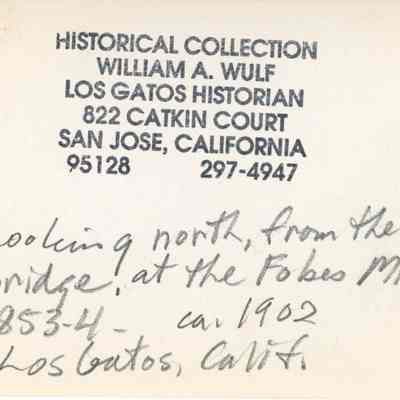 HISTORICAL COLLECTION
WILLIAM A. WULF
LOS GATOS HISTORIAN
822 CATKIN COURT
SAN JOSE, CALIFORNIA
95128 297-4947
ooking north, from the
ridge, at the Fobes M
853-4- ca. 1902
Los Gatos, Calif.